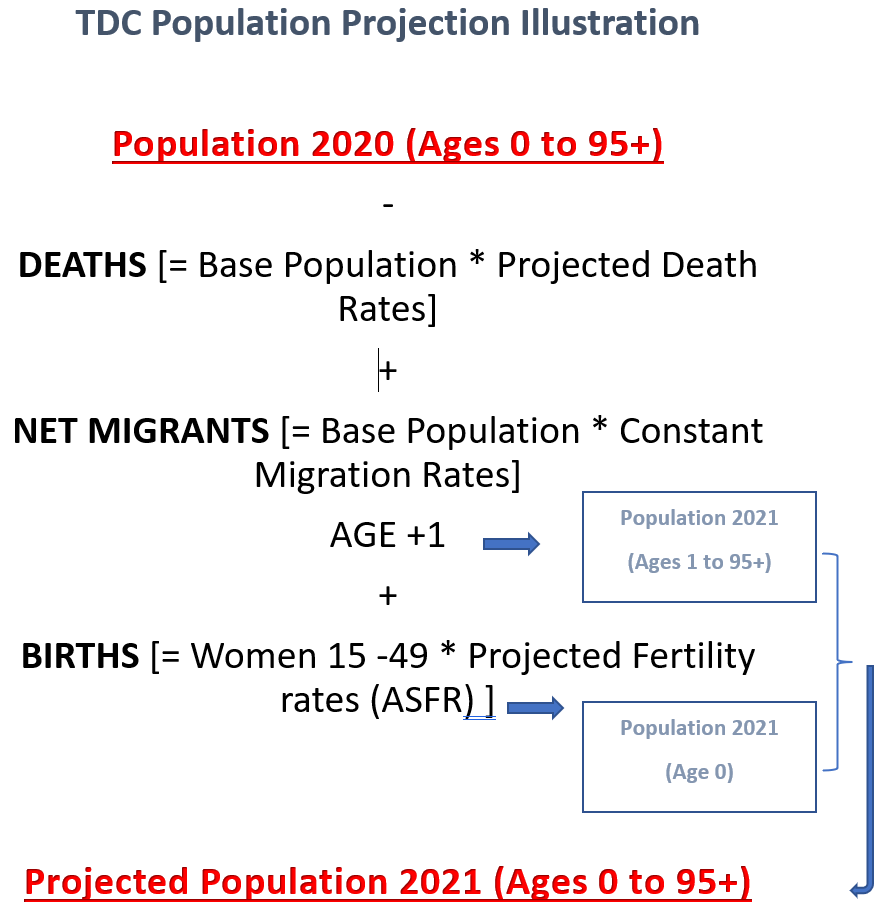 TDC Population Projection Illustration
Population 2020 (Ages 0 to 95+)
-
DEATHS [= Base Population * Projected Death
Rates]
+
NET MIGRANTS [= Base Population * Constant
Migration Rates]
AGE +1
Population 2021
(Ages 1 to 95+)
+
BIRTHS [= Women 15 -49 * Projected Fertility
rates (ASFR) ]
Population 2021
(Age 0)
Projected Population 2021 (Ages 0 to 95+)